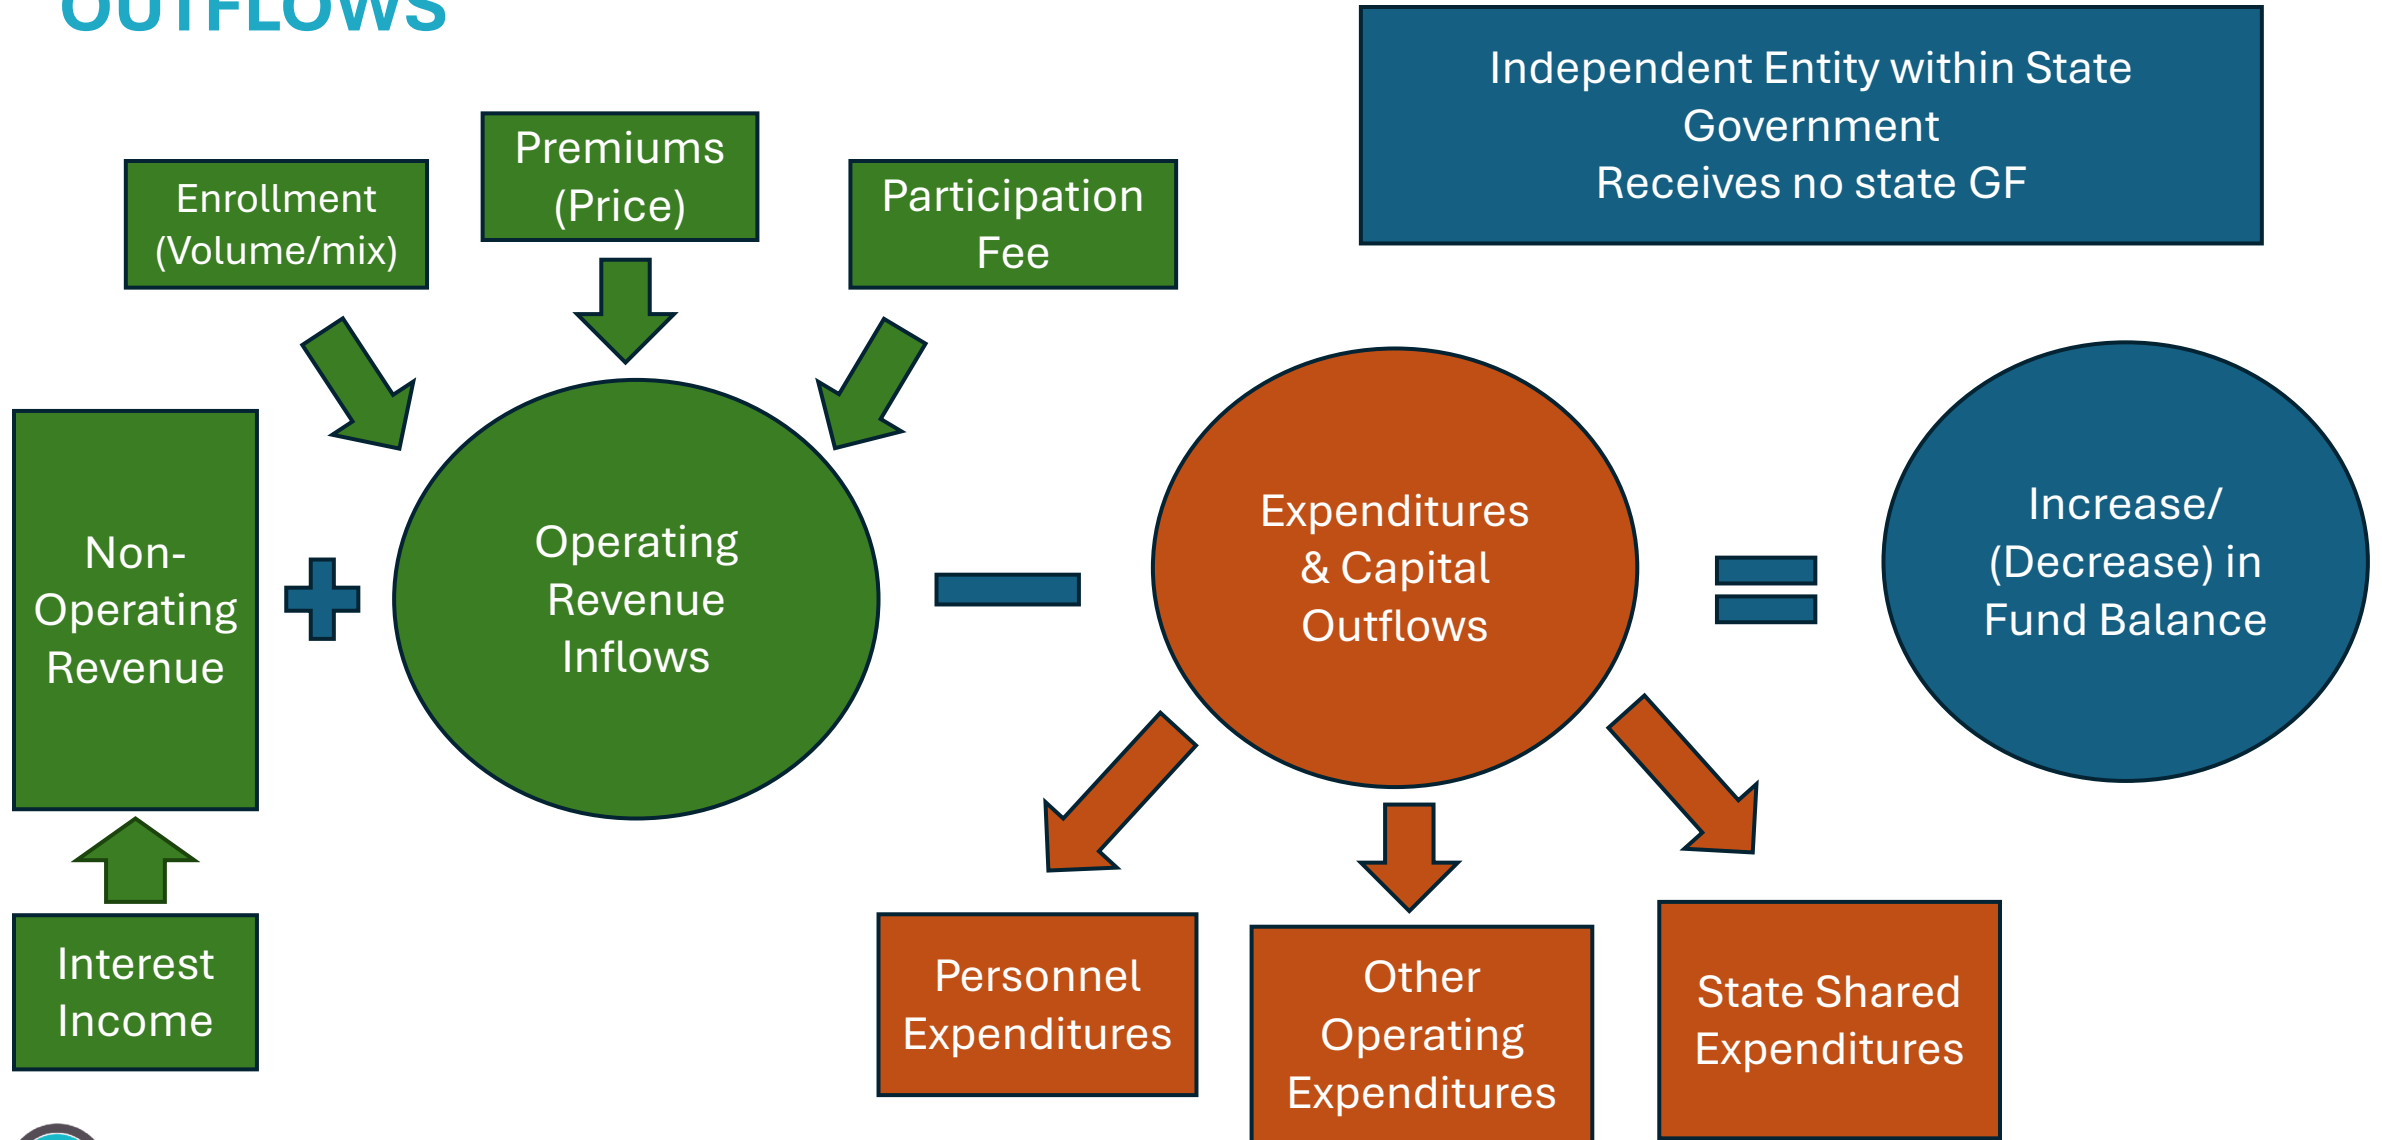 OUTFLOWS
Independent Entity within State
Government
Receives no state GF
Enrollment
(Volume/mix)
Premiums
(Price)
Participation
Fee
Non-
Operating
Revenue
Operating
Revenue
Inflows
Expenditures
& Capital
Outflows
Increase/
(Decrease) in
Fund Balance
Interest
Income
Personnel
Expenditures
Other
Operating
Expenditures
State Shared
Expenditures